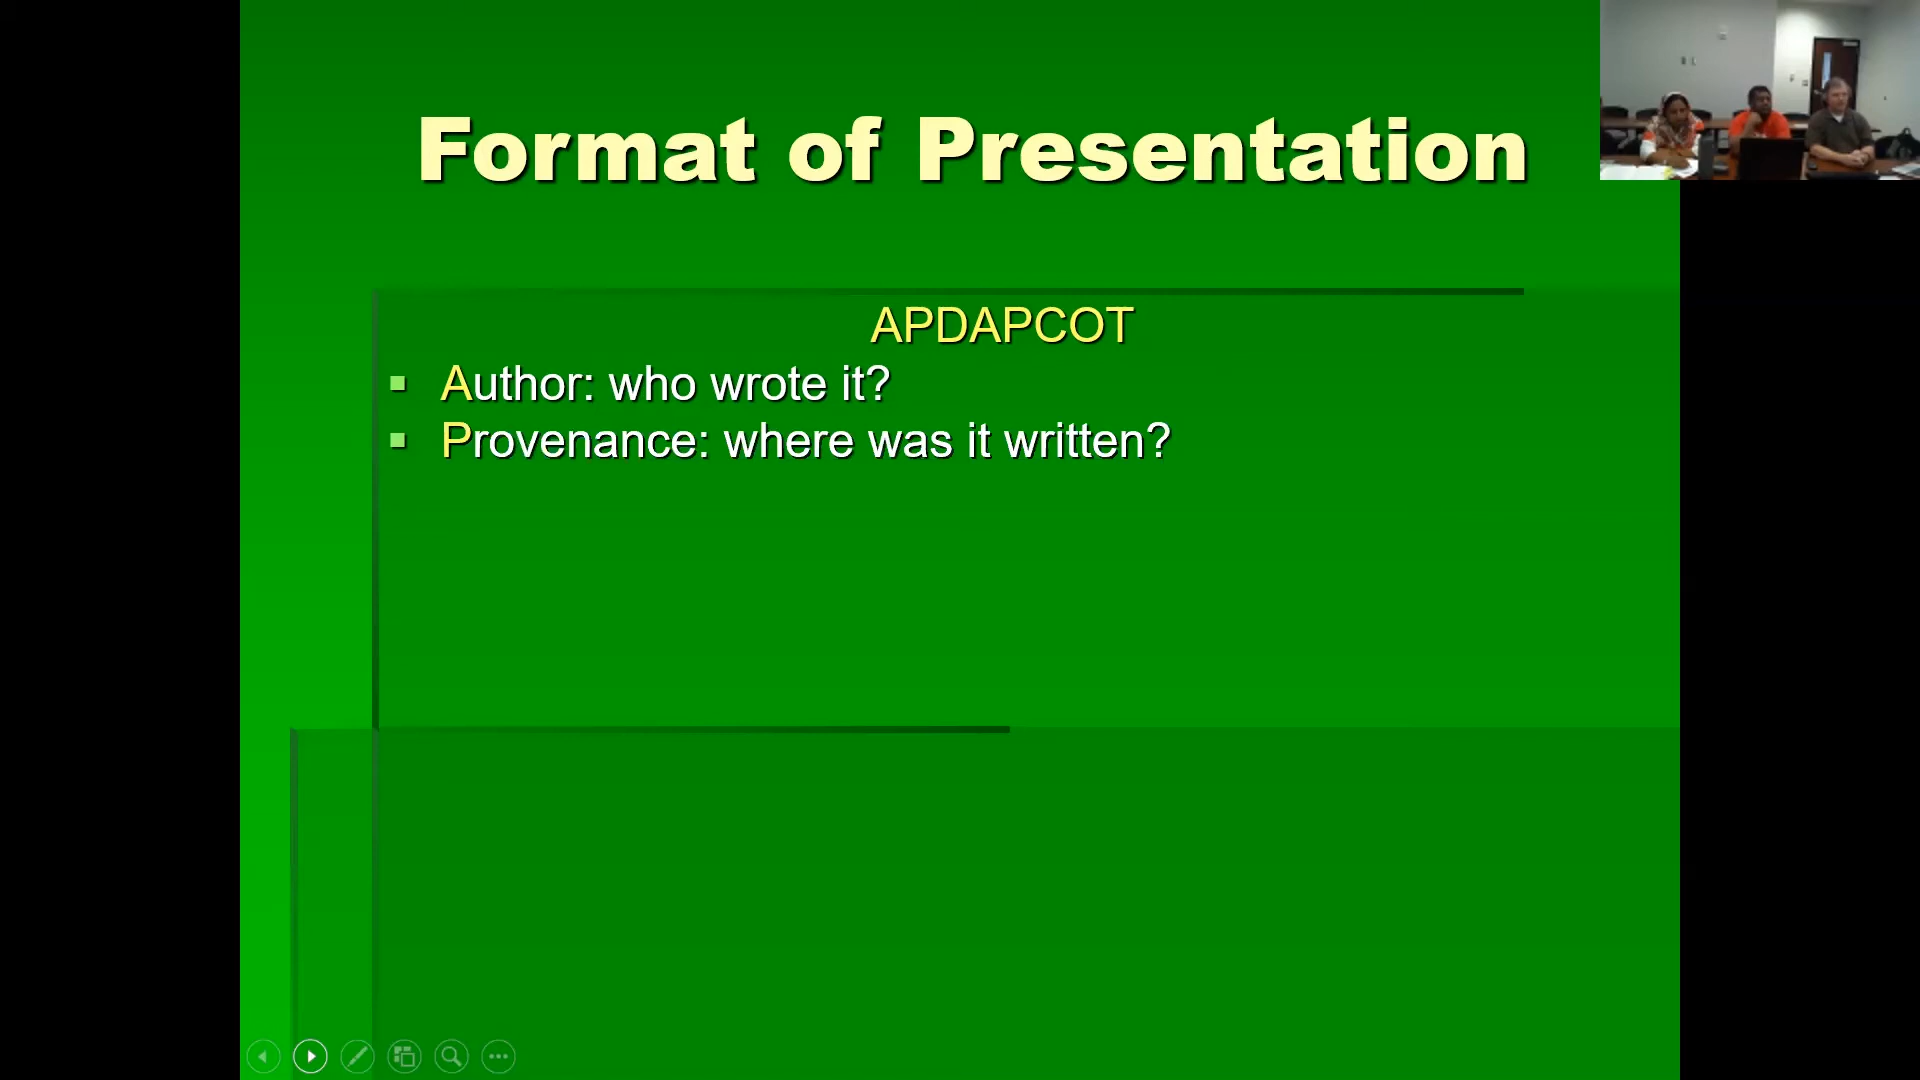 Format of Presentation
APDAPCOT
Author: who wrote it?
Provenance: where was it written?